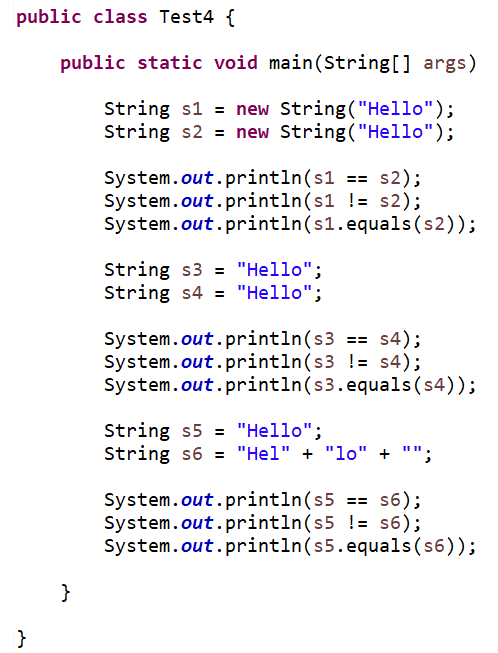 public class Test4 {
public static void main(String[] args)
String s1 = new String("Hello");
String s2 = new String("Hello");
System.out.println(s1 == s2);
System.out.println(s1 != s2);
System.out.println(s1.equals(s2));
String s3 = "Hello";
String s4 = "Hello";
System.out.println(s3 == s4);
System.out.println(s3 != s4);
System.out.println(s3.equals(s4));
String s5 = "Hello";
String s6 = "Hel" + "lo" + "";
System.out.println(s5 == s6);
System.out.println(s5 != s6);
System.out.println(s5.equals(s6));
}
}